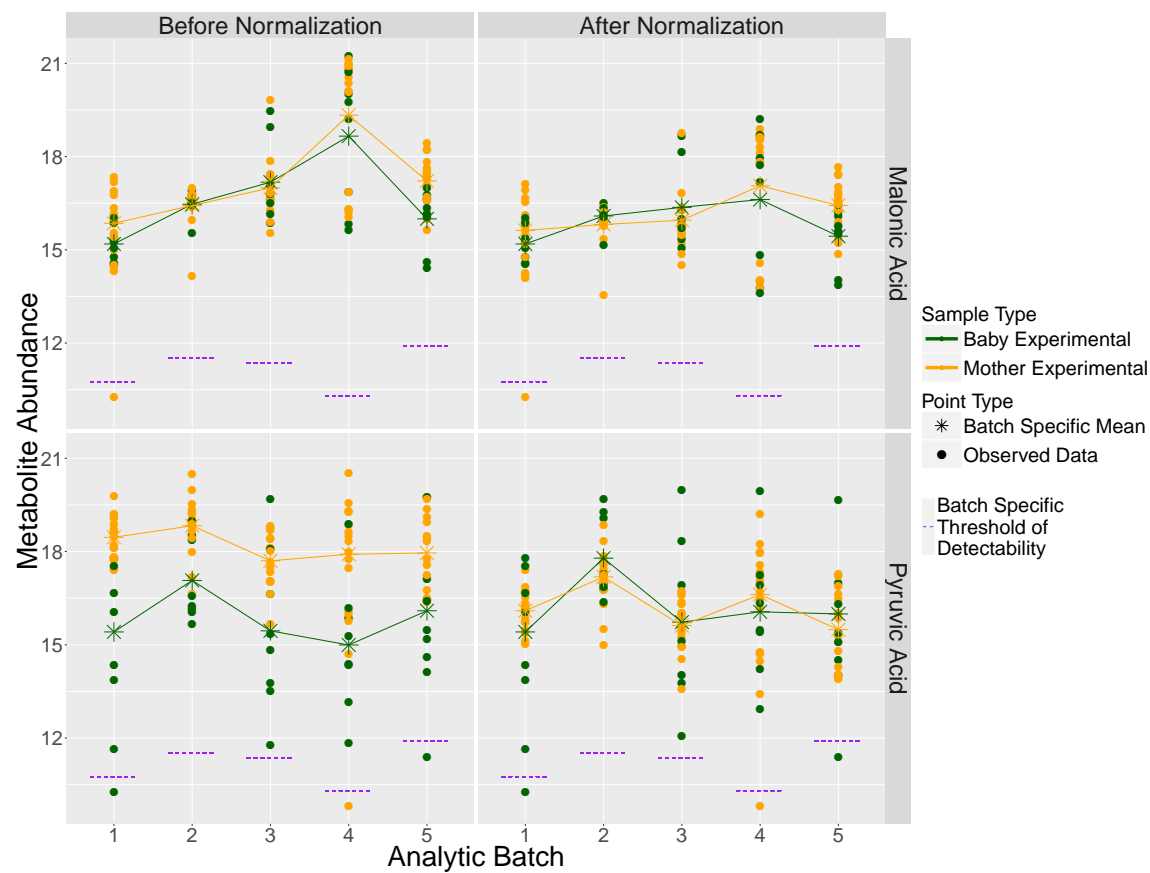 Before Normalization
After Normalization
21
18
15
12
Malonic Acid
21
18
15
12
Pyruvic Acid
Metabolite Abundance
1 2 3 4 5
1 2 3 4 5
Analytic Batch
Sample Type
Baby Experimental
Mother Experimental
Point Type
Batch Specific Mean
Observed Data
Batch Specific
Threshold of
Detectability